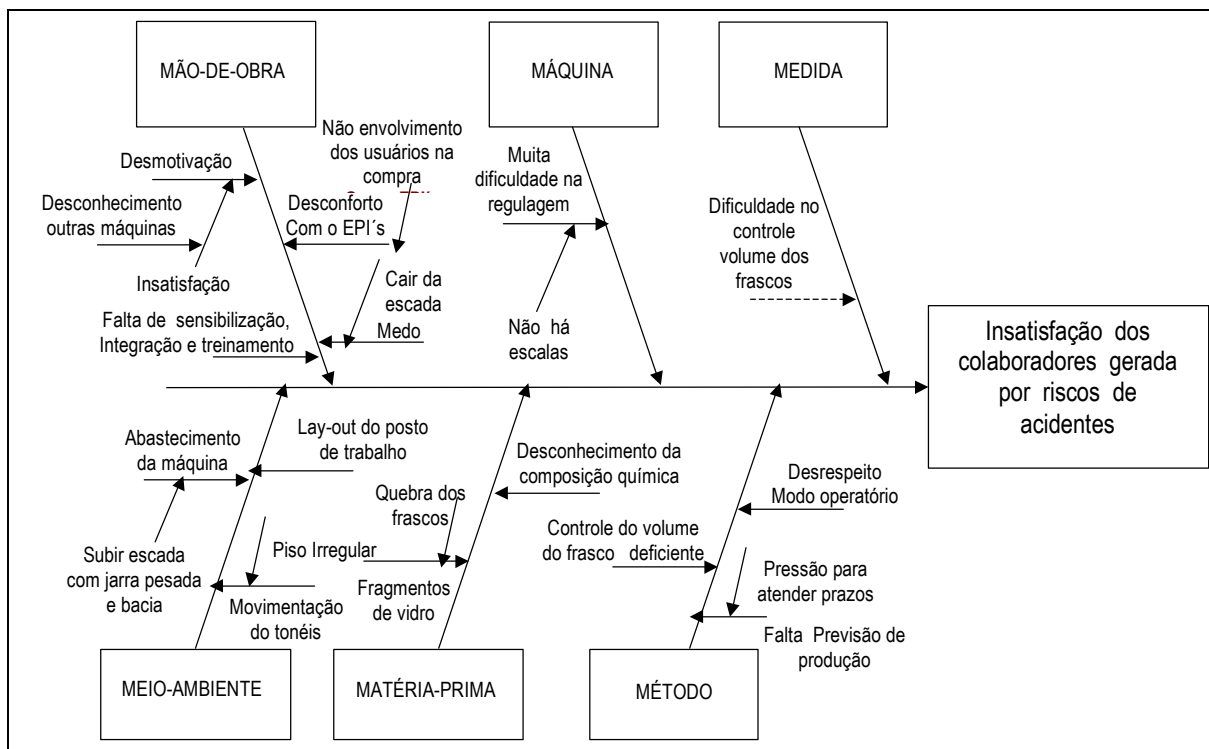 MÃO-DE-OBRA
MÁQUINA
MEDIDA
Não envolvimento
dos usuários na
compra
Desmotivação
Desconhecimento
outras máquinas
Desconforto
Com o EPI´s
Insatisfação
Cair da
escada
Medo
Falta de sensibilização,
Integração e treinamento
Muita
dificuldade na
regulagem
Não há
escalas
Dificuldade no
controle
volume dos
frascos
Insatisfação dos
colaboradores gerada
por riscos de
acidentes
Abastecimento
da máquina
Lay-out do posto
de trabalho
Subir escada
com jarra pesada
e bacia
Piso Irregular
Movimentação
do tonéis
Desconhecimento da
composição química
Quebra dos
frascos
Fragmentos
de vidro
Desrespeito
Modo operatório
Controle do volume
do frasco deficiente
Pressão para
atender prazos
Falta Previsão de
produção
MEIO-AMBIENTE
MATÉRIA-PRIMA
MÉTODO